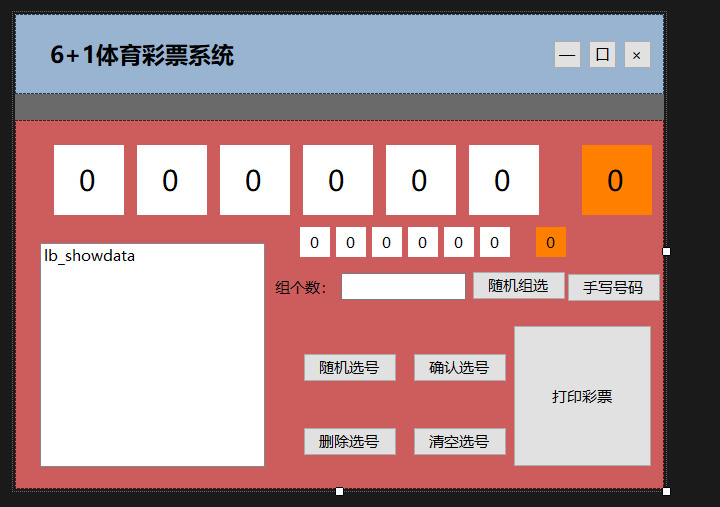 6+1体育彩票系统
— 口 ×
0 0 0 0 0 0 0
0 0 0 0 0 0 0
lb_showdata
组个数: 随机组选 手写号码
随机选号 确认选号
打印彩票
删除选号 清空选号